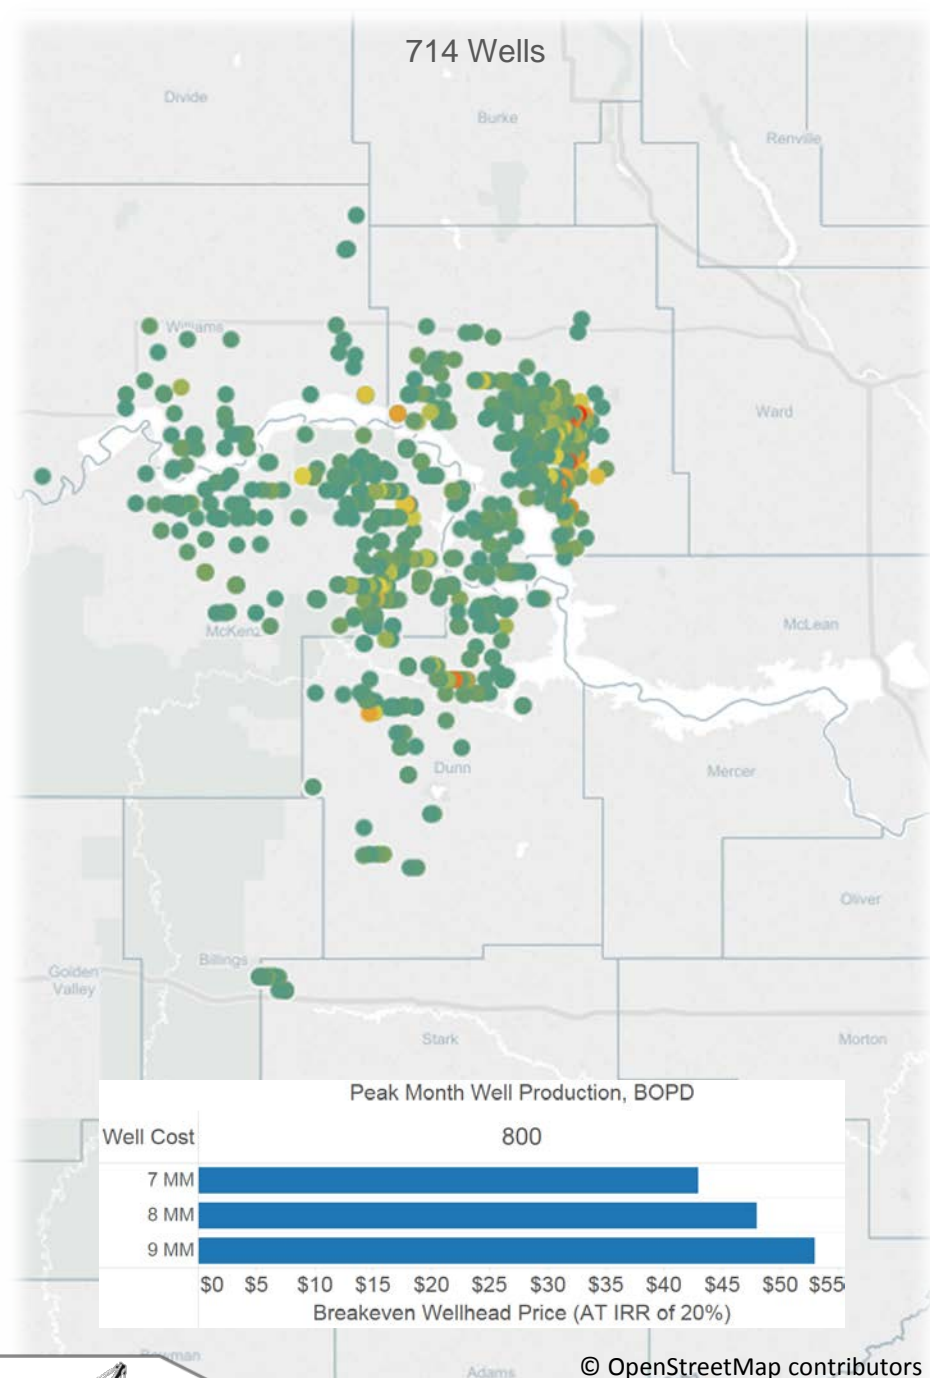 714 Wells
Divide
Burke
Renville
Williams
Ward
McKenz
McLean
Dunn
Mercer
Oliver
Billings
Golden
Valley
Stark
Morton
Peak Month Well Production, BOPD
Well Cost 800
7 MM
8 MM
9 MM
$0 $5 $10 $15 $20 $25 $30 $35 $40 $45 $50 $55
Breakeven Wellhead Price (AT IRR of 20%)
Bowman
Adams
© OpenStreetMap contributors